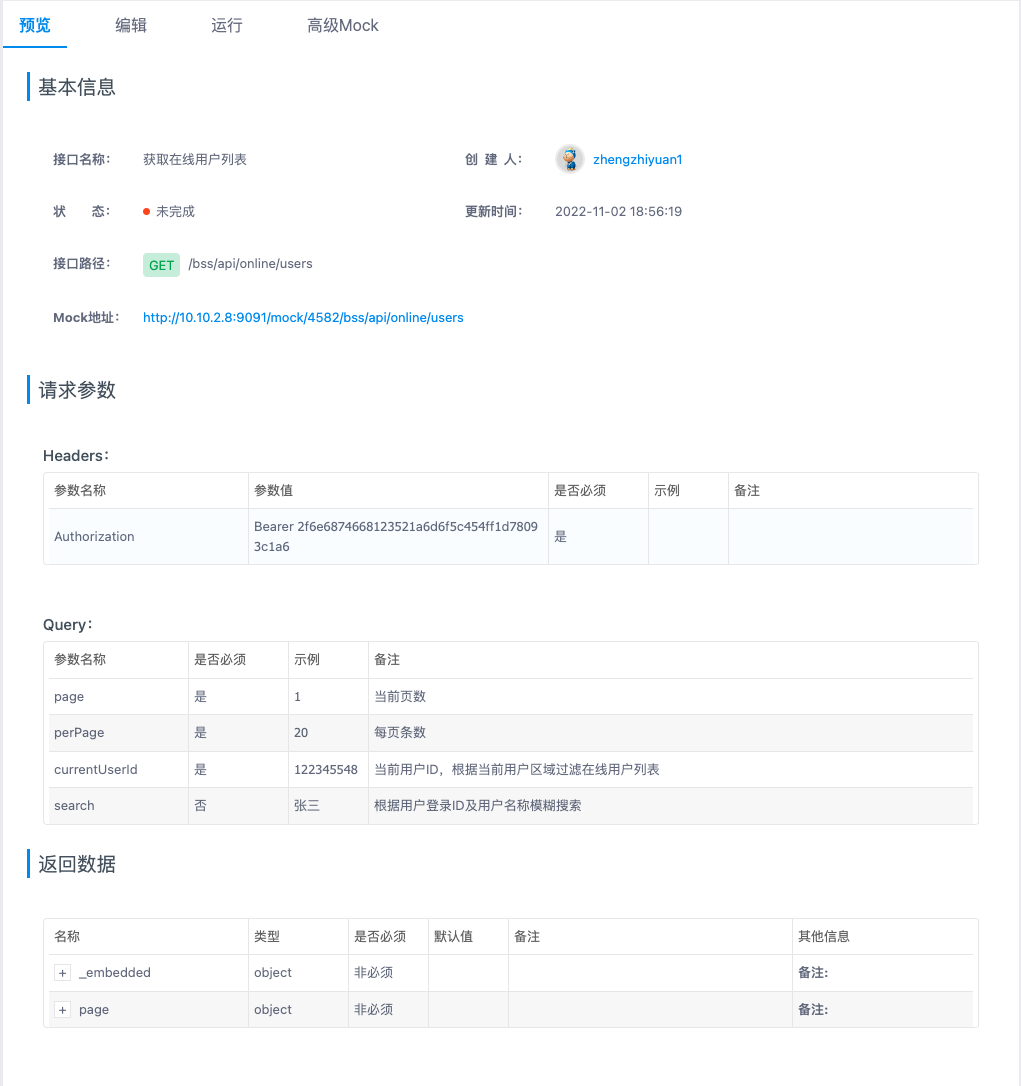 预览 编辑 运行 高级Mock
基本信息
接口名称： 获取在线用户列表 创 建 人： zhengzhiyuan1
状 态： 未完成 更新时间： 2022-11-02 18:56:19
接口路径： GET /bss/api/online/users
Mock地址： http://10.10.2.8:9091/mock/4582/bss/api/online/users
请求参数
Headers：
参数名称 参数值 是否必须 示例 备注
Authorization Bearer 2f6e6874668123521a6d6f5c454ff1d7809
3c1a6 是
Query：
参数名称 是否必须 示例 备注
page 是 1 当前页数
perPage 是 20 每页条数
currentUserId 是 122345548 当前用户ID，根据当前用户区域过滤在线用户列表
search 否 张三 根据用户登录ID及用户名称模糊搜索
返回数据
名称 类型 是否必须 默认值 备注 其他信息
+ _embedded object 非必须 备注:
+ page object 非必须 备注: